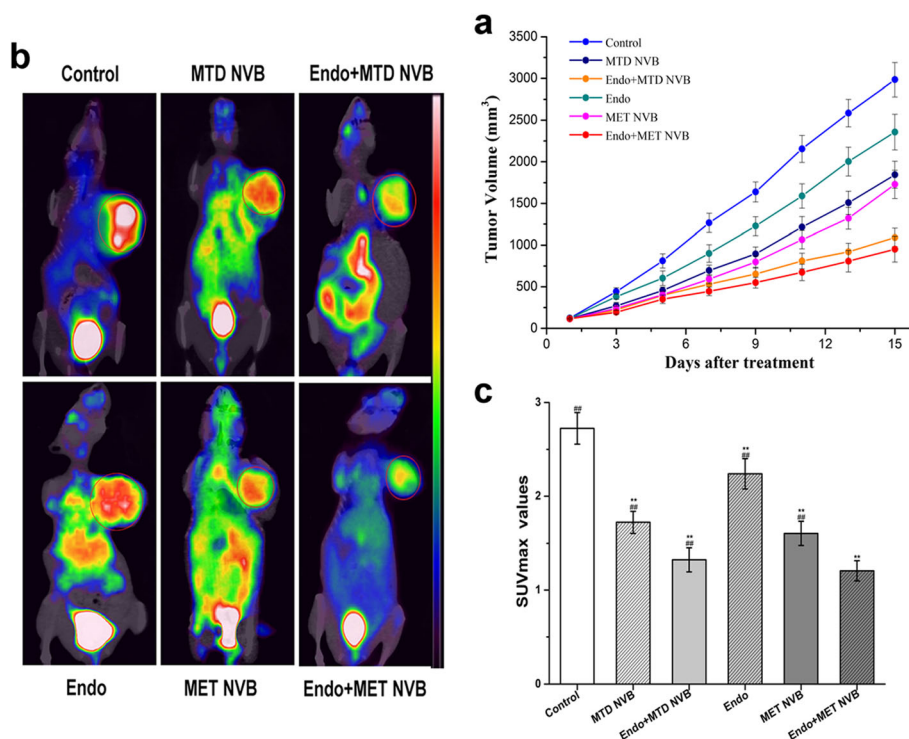 b
Control
MTD NVB
Endo+MTD NVB
Endo
MET NVB
Endo+MET NVB
a
Tumor Volume (mm³)
3500
3000
2500
2000
1500
1000
500
0
Control
MTD NVB
Endo+MTD NVB
Endo
MET NVB
Endo+MET NVB
0
3
6
9
12
15
Days after treatment
c
SUVmax values
3
2
1
0
##
**
##
**
##
**
##
**
##
**
Control
MTD NVB
Endo+MTD NVB
Endo
MET NVB
Endo+MET NVB